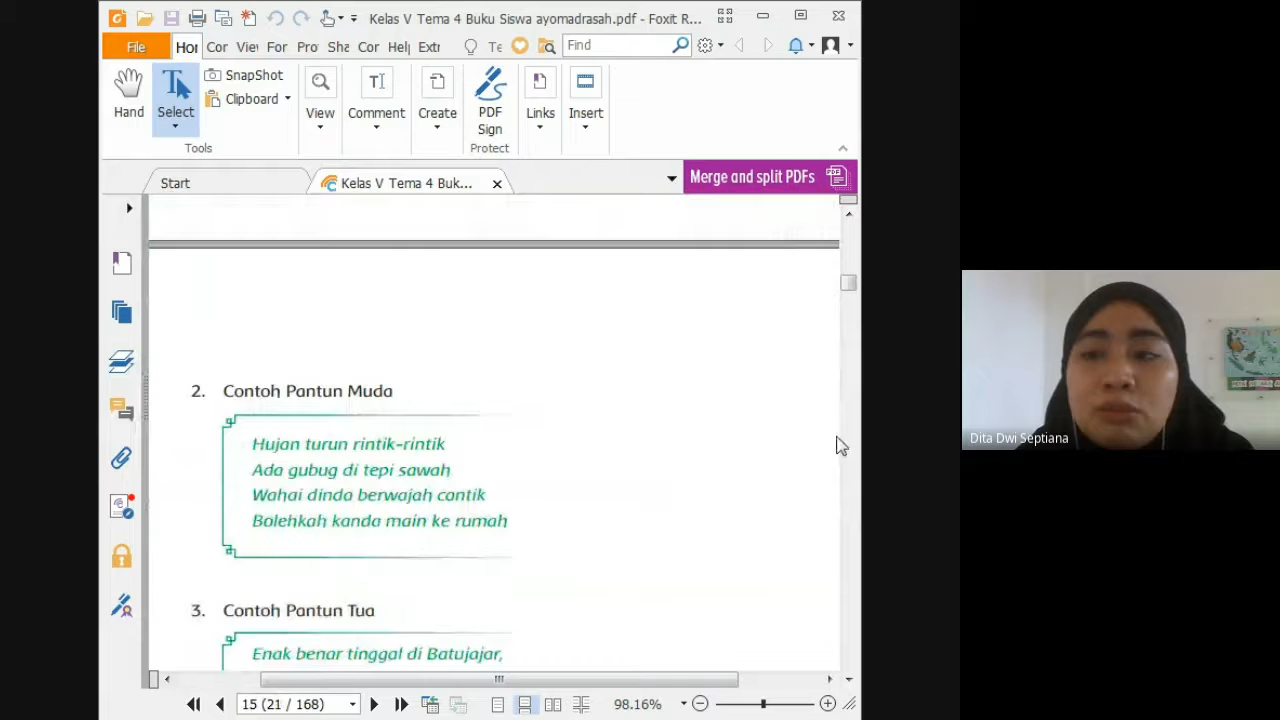 Kelas V Tema 4 Buku Siswa ayomadrasah.pdf - Foxit R...
File Hor Cor Viev For Pro Sha Cor Help Extr Te Find
Hand
Select
SnapShot
Clipboard
Tools
View
Comment
Create
PDF Sign
Protect
Links
Insert
Start
Kelas V Tema 4 Buk...
Merge and split PDFs
PDF
2. Contoh Pantun Muda
Hujan turun rintik-rintik
Ada gubug di tepi sawah
Wahai dinda berwajah cantik
Bolehkah kanda main ke rumah
3. Contoh Pantun Tua
Enak benar tinggal di Batujajar,
15 (21 / 168)
98.16%
Dita Dwi Septiana